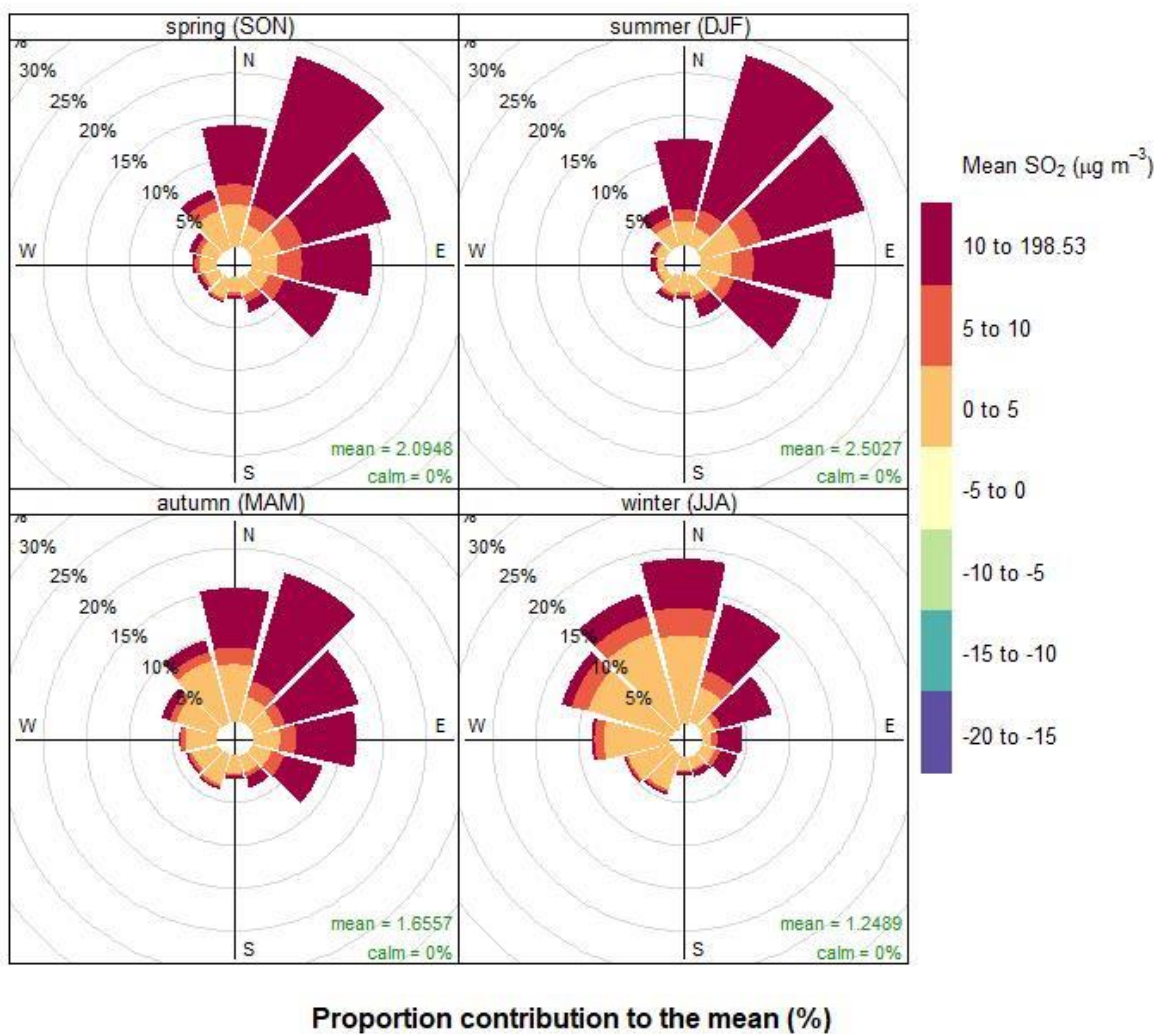 spring (SON)
%
30%
25%
20%
15%
10%
5%
N
W
E
S
mean = 2.0948
calm = 0%
summer (DJF)
%
30%
25%
20%
15%
10%
5%
N
W
E
S
mean = 2.5027
calm = 0%
autumn (MAM)
%
30%
25%
20%
15%
10%
5%
N
W
E
S
mean = 1.6557
calm = 0%
winter (JJA)
%
30%
25%
20%
15%
10%
5%
N
W
E
S
mean = 1.2489
calm = 0%
Mean SO₂ (μg m⁻³)
10 to 198.53
5 to 10
0 to 5
-5 to 0
-10 to -5
-15 to -10
-20 to -15
Proportion contribution to the mean (%)